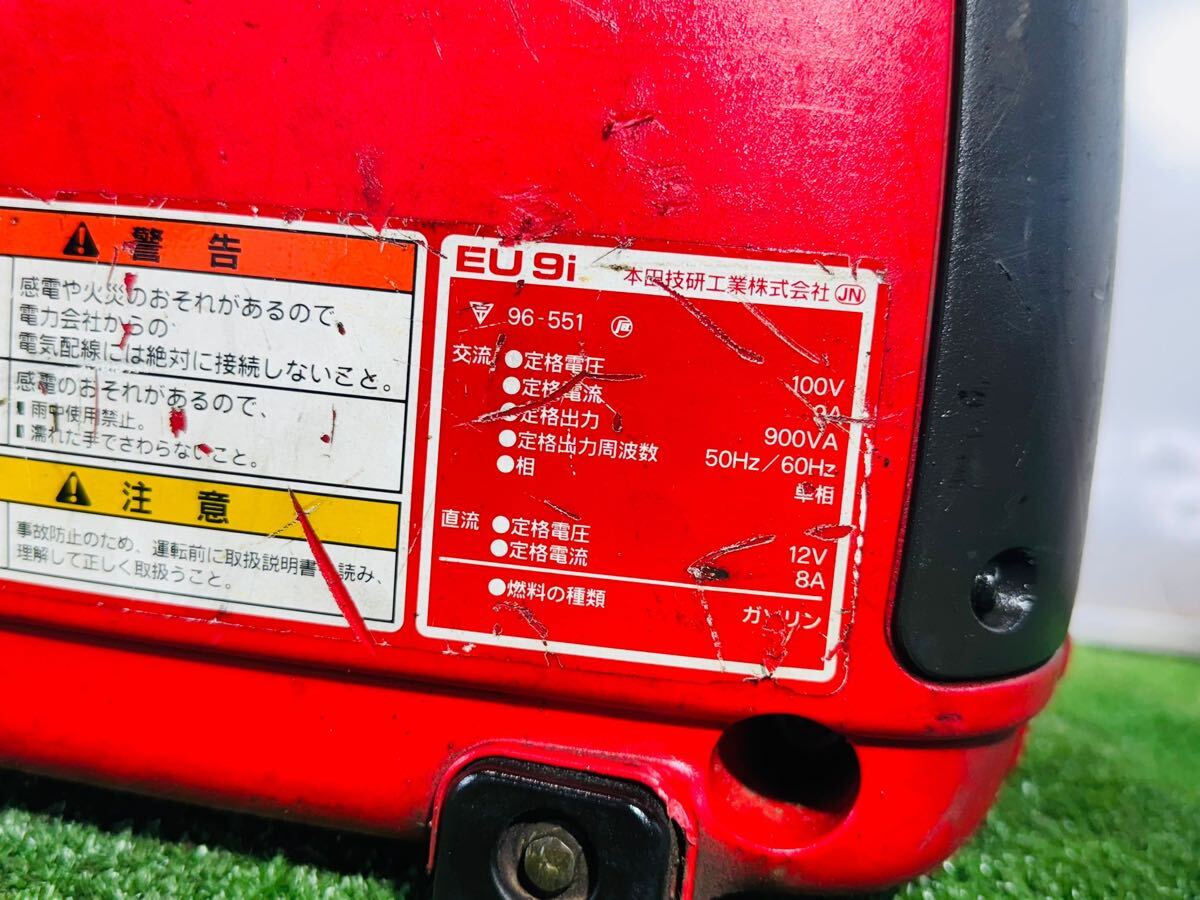 警告
感電や火災のおそれがあるので、
電力会社からの
電気配線には絶対に接続しないこと。
感電のおそれがあるので、
雨中使用禁止。
濡れた手でさわらないこと。
注意
事故防止のため、運転前に取扱説明書 読み、
理解して正しく取扱うこと。
EU 9i 本田技研工業株式会社 JN
〒 96-551
交流 ●定格電圧 100V
●定格電流 9A
●定格出力 900VA
●定格出力周波数 50Hz/60Hz
●相 単相
直流 ●定格電圧 12V
●定格電流 8A
●燃料の種類 ガソリン